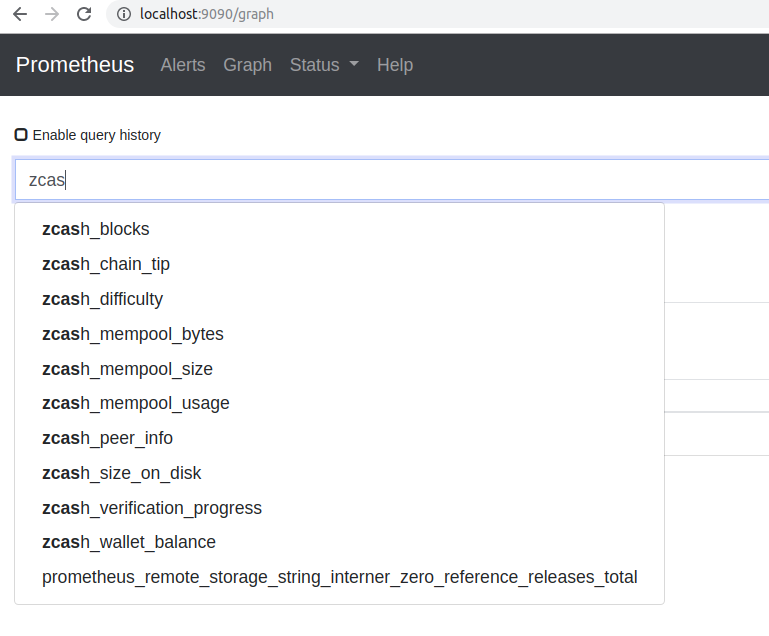 localhost:9090/graph
Prometheus Alerts Graph Status Help
Enable query history
zcas
zcash_blocks
zcash_chain_tip
zcash_difficulty
zcash_mempool_bytes
zcash_mempool_size
zcash_mempool_usage
zcash_peer_info
zcash_size_on_disk
zcash_verification_progress
zcash_wallet_balance
prometheus_remote_storage_string_interner_zero_reference_releases_total